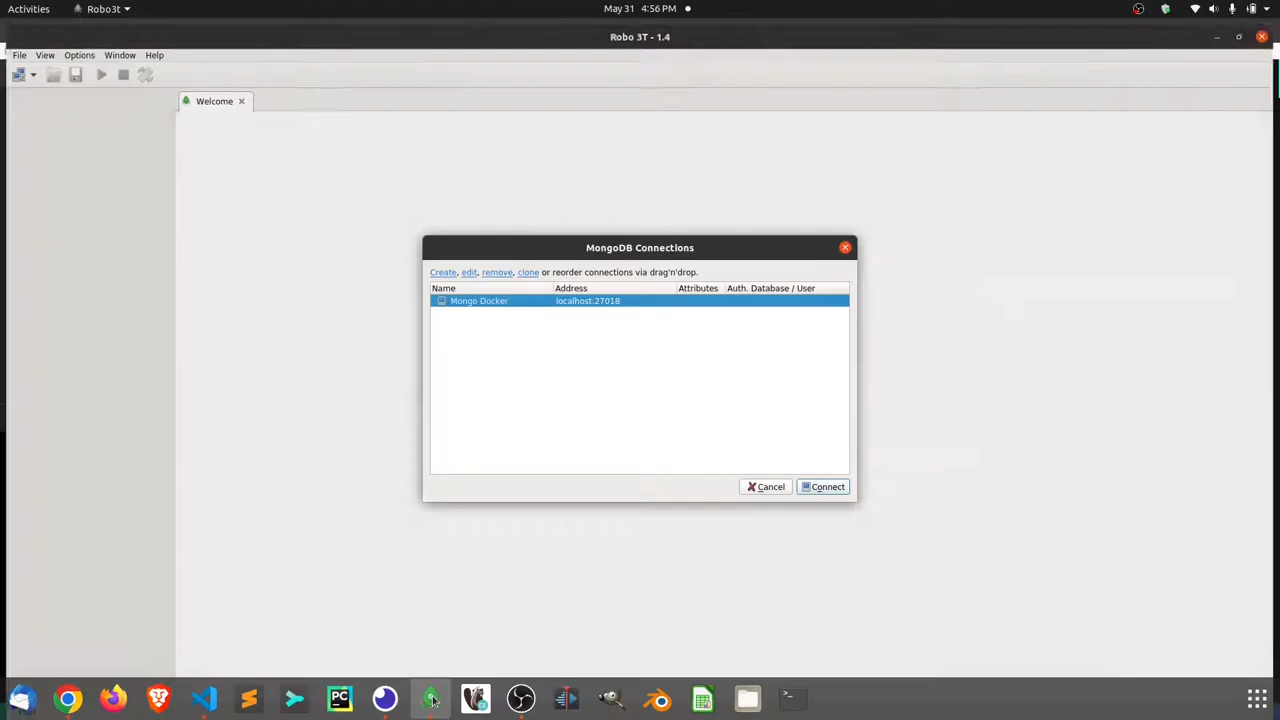 Activities
Robo3t
May 31 4:56 PM
Robo 3T - 1.4
File View Options Window Help
Welcome
MongoDB Connections
Create, edit, remove, clone or reorder connections via drag'n'drop.
Name Address Attributes Auth. Database / User
Mongo Docker localhost:27018
Cancel Connect
PC
>_